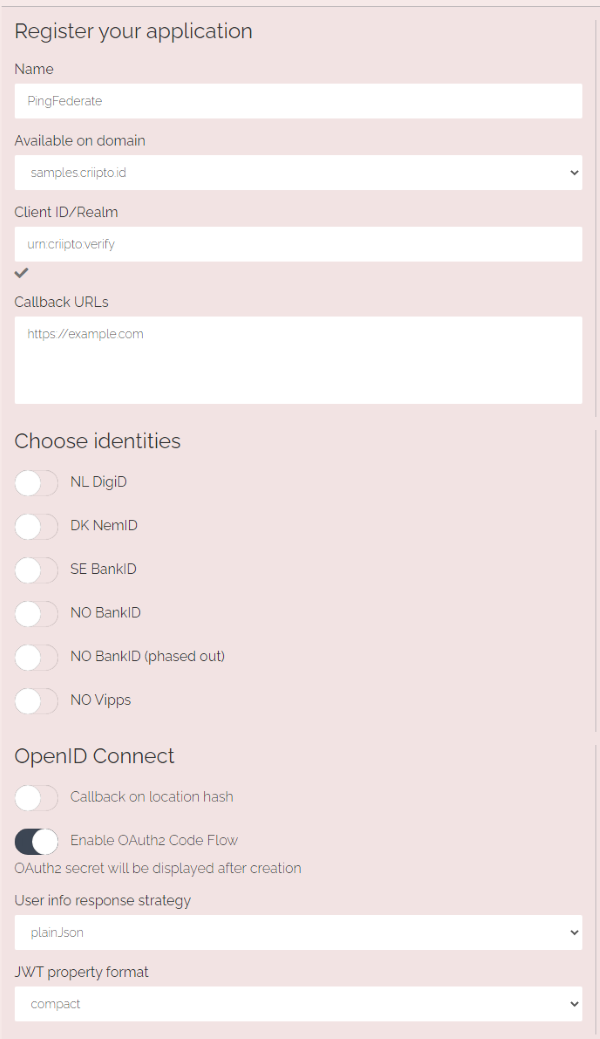 Register your application
Name
PingFederate
Available on domain
samples.criipto.id
Client ID/Realm
urn:criipto:verify
Callback URLs
https://example.com
Choose identities
NL DigiD
DK NemID
SE BankID
NO BankID
NO BankID (phased out)
NO Vipps
OpenID Connect
Callback on location hash
Enable OAuth2 Code Flow
OAuth2 secret will be displayed after creation
User info response strategy
plainJson
JWT property format
compact